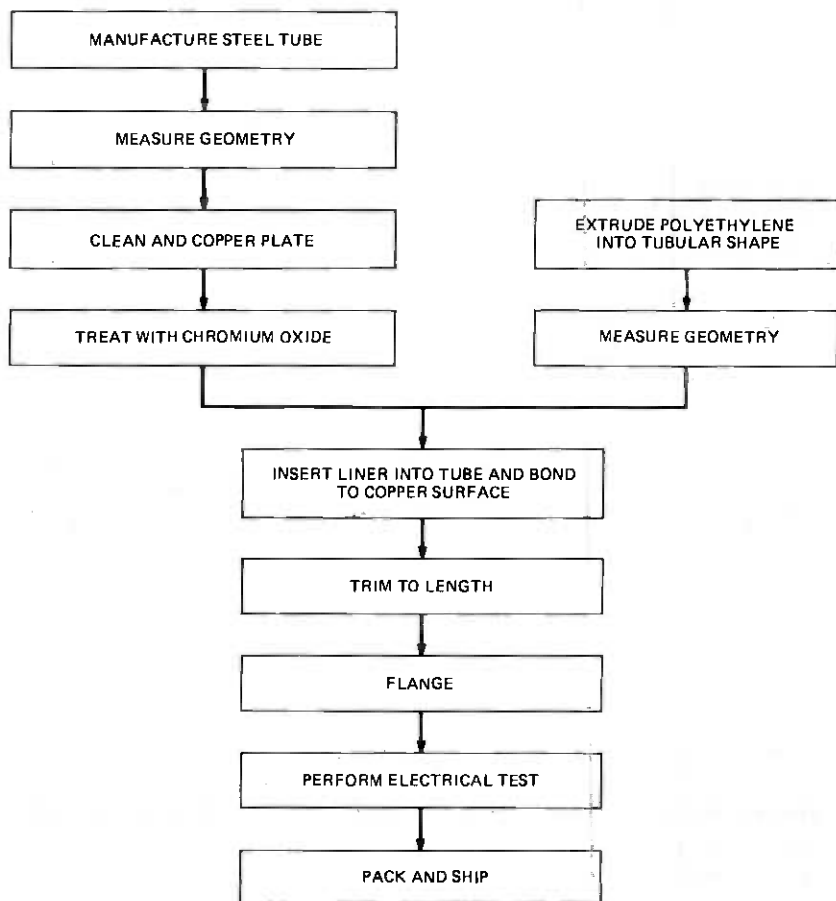 MANUFACTURE STEEL TUBE
MEASURE GEOMETRY
CLEAN AND COPPER PLATE
TREAT WITH CHROMIUM OXIDE
EXTRUDE POLYETHYLENE
INTO TUBULAR SHAPE
MEASURE GEOMETRY
INSERT LINER INTO TUBE AND BOND
TO COPPER SURFACE
TRIM TO LENGTH
FLANGE
PERFORM ELECTRICAL TEST
PACK AND SHIP